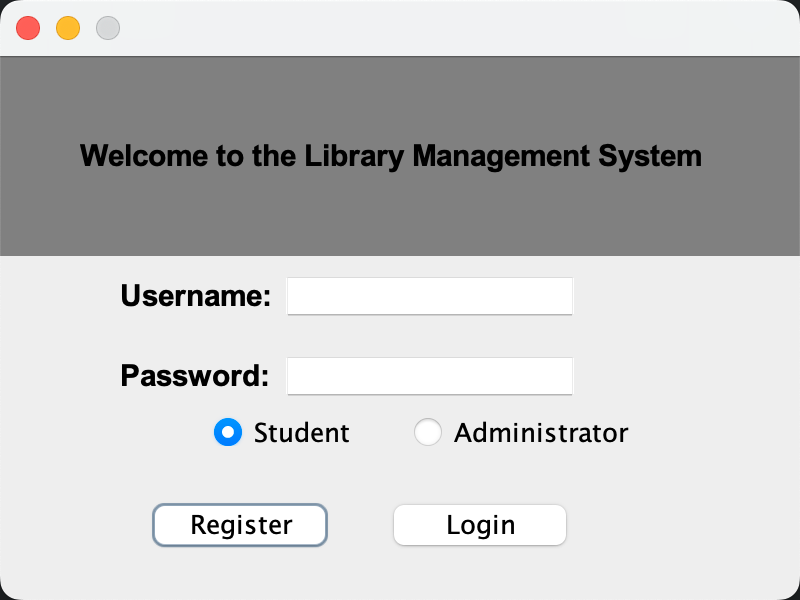 Welcome to the Library Management System
Username:
Password:
Student Administrator
Register Login